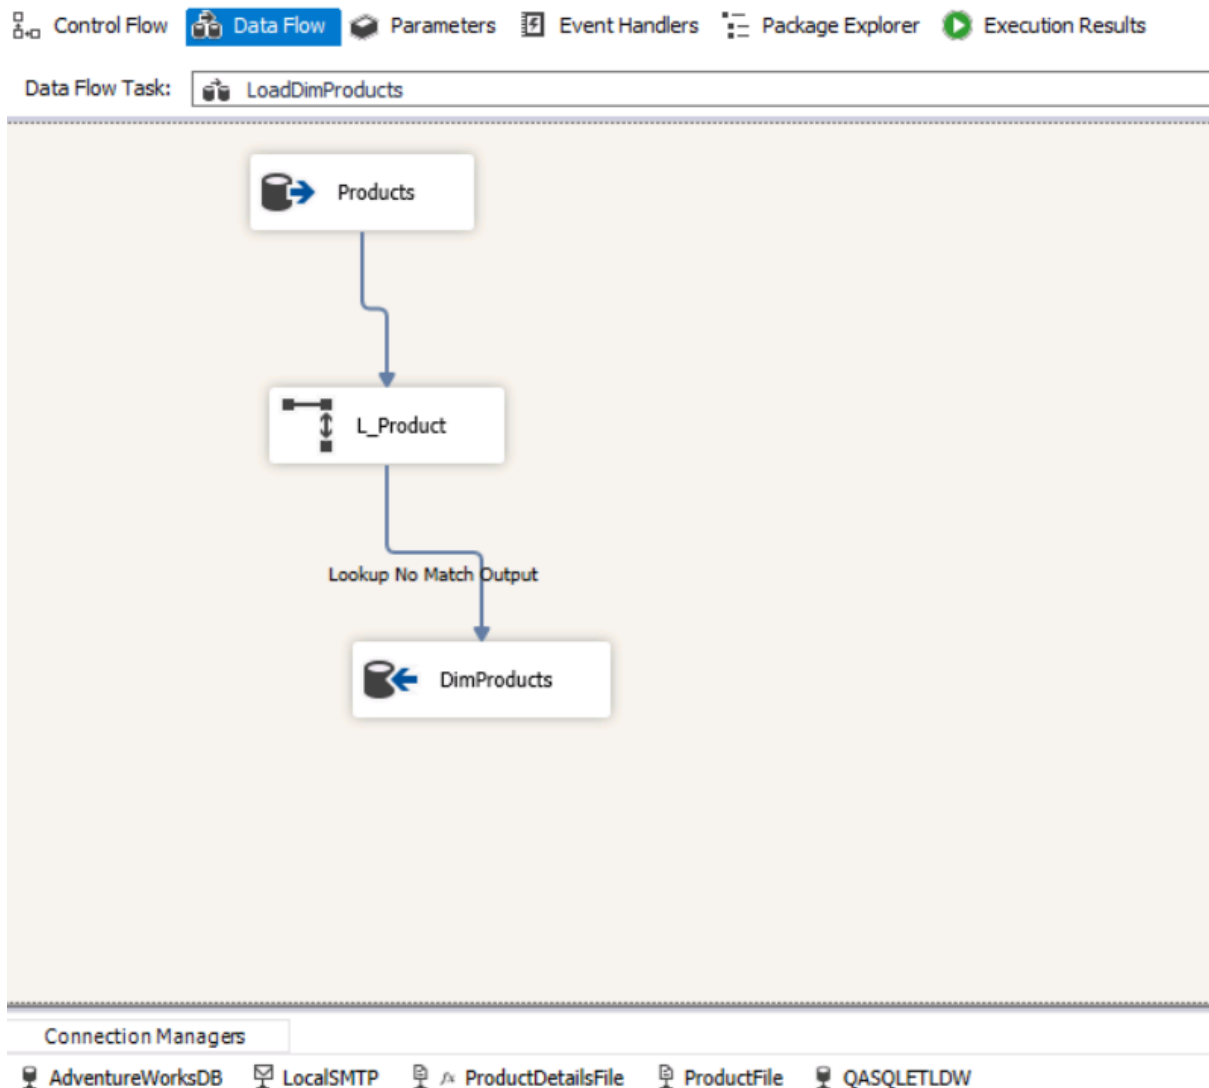 Control Flow Data Flow Parameters Event Handlers Package Explorer Execution Results
Data Flow Task: LoadDimProducts
Products
L_Product
Lookup No Match Output
DimProducts
Connection Managers
AdventureWorksDB LocalSMTP fx ProductDetailsFile ProductFile QASQLETLDW